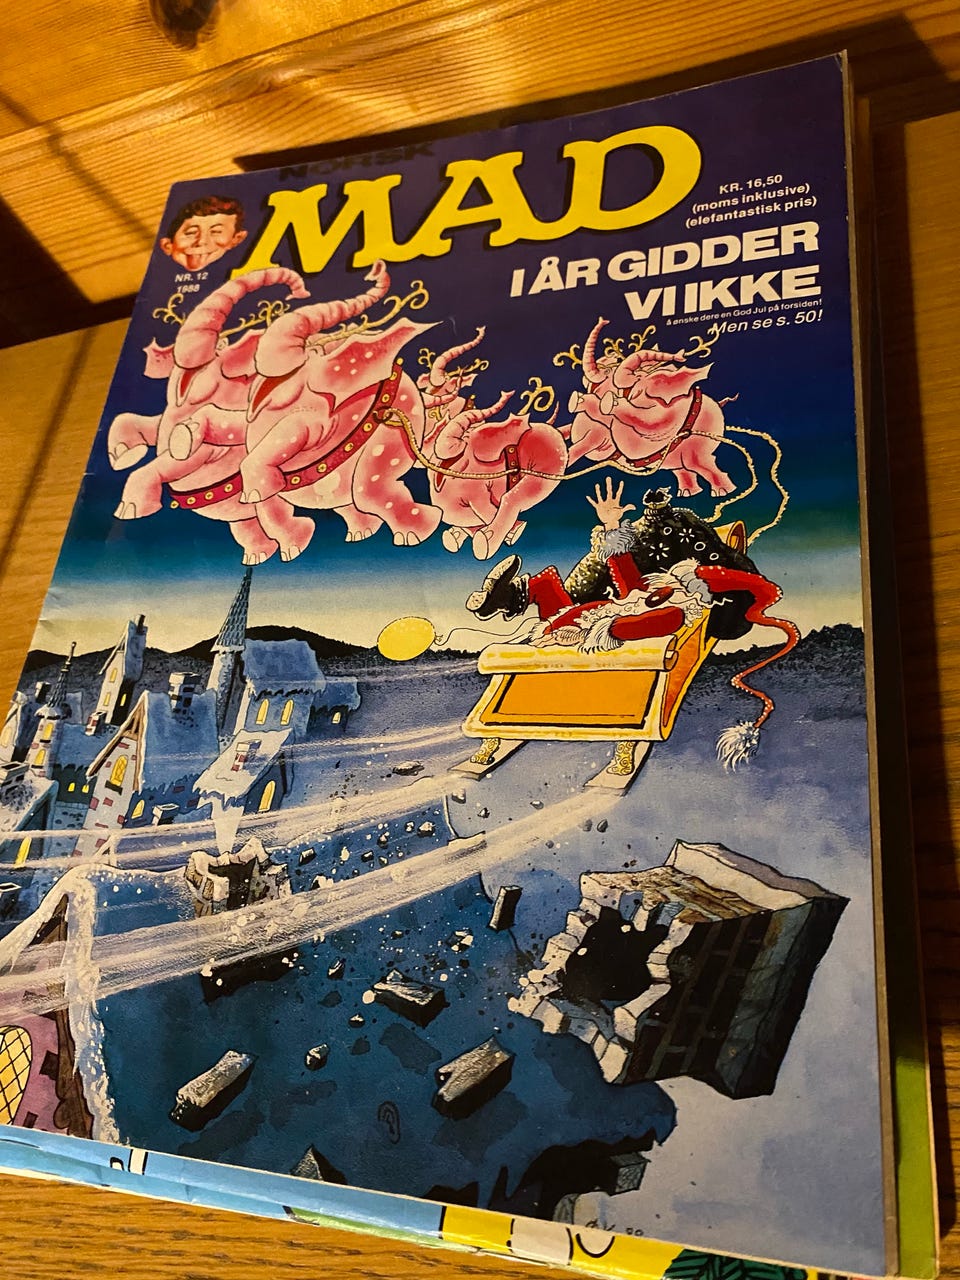 NORSK
MAD
NR. 12
1988
KR. 16,50
(moms inklusive)
(elefantastisk pris)
I ÅR GIDDER
VI IKKE
å ønske dere en God Jul på forsiden!
Men se s. 50!